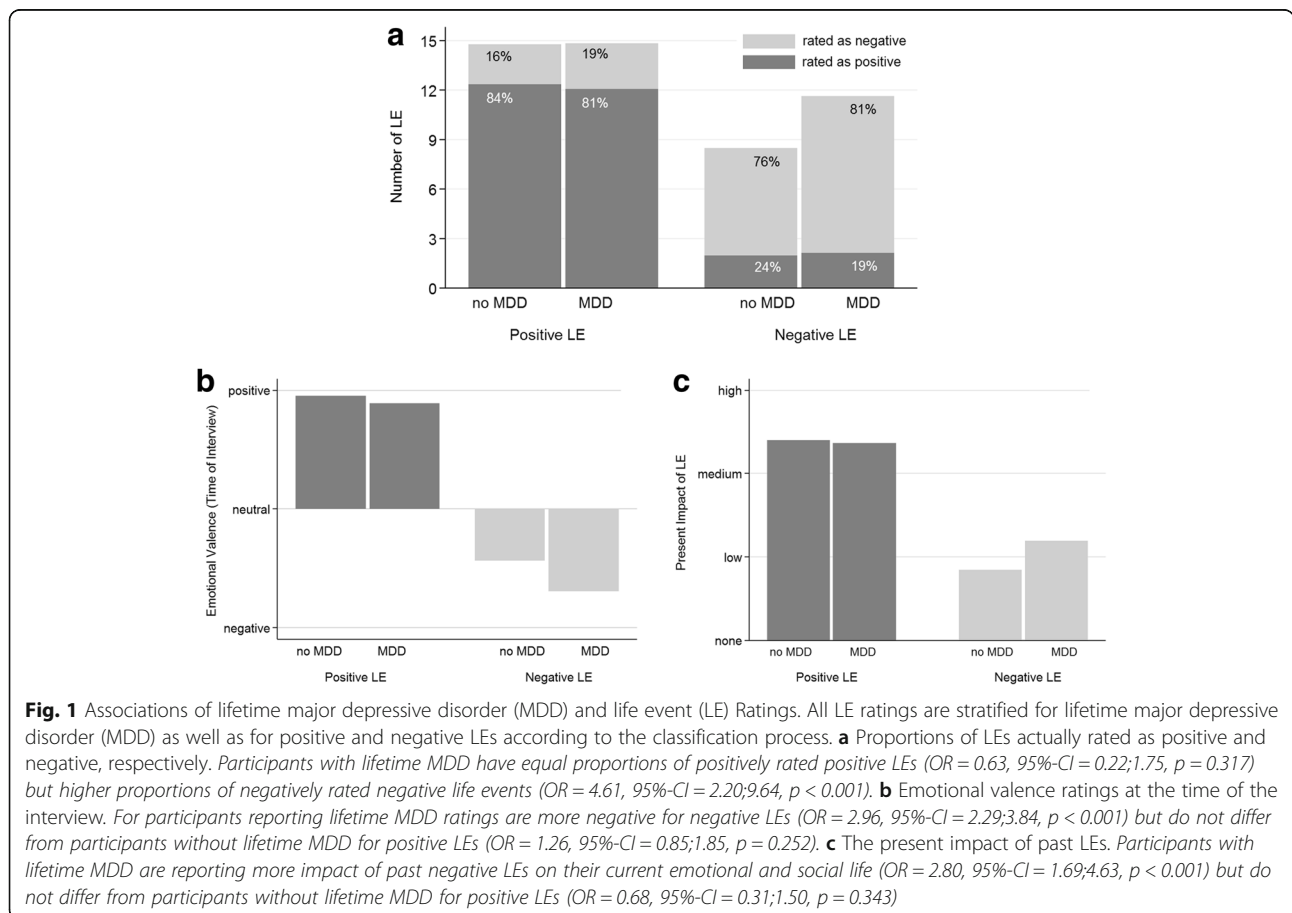 a
15
12
9
6
3
0
Number of LE
rated as negative
rated as positive
16%
19%
84%
81%
76%
81%
24%
19%
no MDD
MDD
no MDD
MDD
Positive LE
Negative LE
b
positive
neutral
negative
Emotional Valence (Time of Interview)
no MDD
MDD
no MDD
MDD
Positive LE
Negative LE
c
high
medium
low
none
Present Impact of LE
no MDD
MDD
no MDD
MDD
Positive LE
Negative LE
Fig. 1 Associations of lifetime major depressive disorder (MDD) and life event (LE) Ratings. All LE ratings are stratified for lifetime major depressive
disorder (MDD) as well as for positive and negative LEs according to the classification process. a Proportions of LEs actually rated as positive and
negative, respectively. Participants with lifetime MDD have equal proportions of positively rated positive LEs (OR = 0.63, 95%-CI = 0.22;1.75, p = 0.317)
but higher proportions of negatively rated negative life events (OR = 4.61, 95%-CI = 2.20;9.64, p < 0.001). b Emotional valence ratings at the time of the
interview. For participants reporting lifetime MDD ratings are more negative for negative LEs (OR = 2.96, 95%-CI = 2.29;3.84, p < 0.001) but do not differ
from participants without lifetime MDD for positive LEs (OR = 1.26, 95%-CI = 0.85;1.85, p = 0.252). c The present impact of past LEs. Participants with
lifetime MDD are reporting more impact of past negative LEs on their current emotional and social life (OR = 2.80, 95%-CI = 1.69;4.63, p < 0.001) but do
not differ from participants without lifetime MDD for positive LEs (OR = 0.68, 95%-CI = 0.31;1.50, p = 0.343)